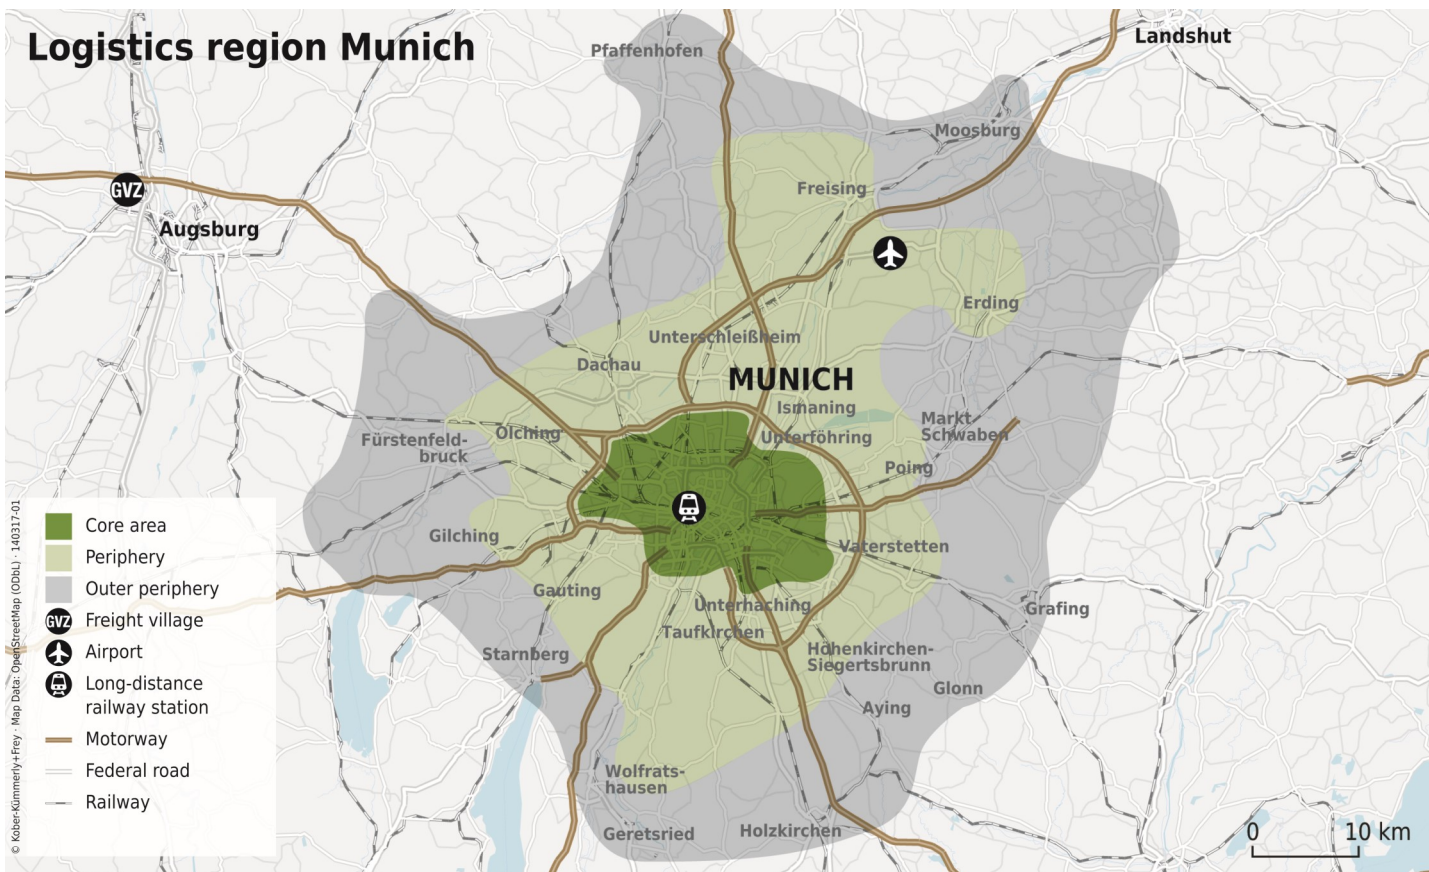 Logistics region Munich
Pfaffenhofen
Landshut
Moosburg
Freising
GVZ
Augsburg
Erding
Unterschleißheim
Dachau
MUNICH
Ismaning
Olching
Unterföhring
Markt
Schwaben
Fürstenfeld-
bruck
Poing
Gilching
Vaterstetten
Gauting
Unterhaching
Grafing
Taufkirchen
Starnberg
Höhenkirchen-
Siegertsbrunn
Glonn
Aying
Wolfrats-
hausen
Geretsried
Holzkirchen
Core area
Periphery
Outer periphery
GVZ Freight village
Airport
Long-distance
railway station
Motorway
Federal road
Railway
0 10 km
© Kober-Kümmerly+Frey · Map Data: OpenStreetMap (ODbL) · 140317-01